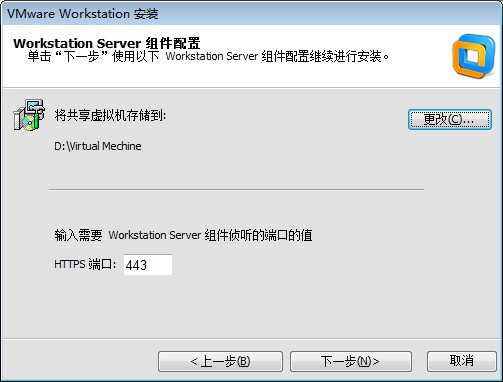 VMware Workstation 安装
Workstation Server 组件配置
单击“下一步”使用以下 Workstation Server 组件配置继续进行安装。
将共享虚拟机存储到:
更改(C)...
D:\Virtual Mechine
输入需要 Workstation Server 组件侦听的端口的值
HTTPS 端口: 443
< 上一步(B)
下一步(N)>
取消